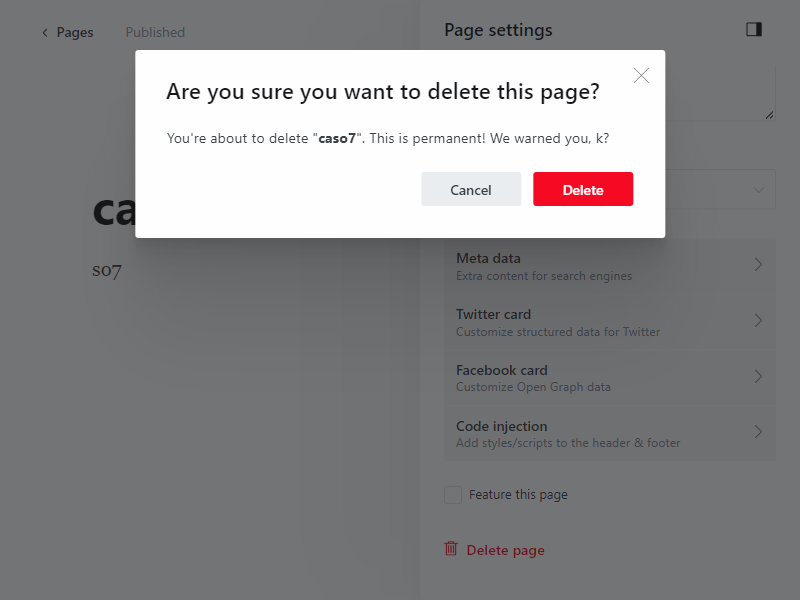 Pages
Published
Page settings
Are you sure you want to delete this page?
You're about to delete "caso7". This is permanent! We warned you, k?
Cancel
Delete
ca
so7
Meta data
Extra content for search engines
Twitter card
Customize structured data for Twitter
Facebook card
Customize Open Graph data
Code injection
Add styles/scripts to the header & footer
Feature this page
Delete page